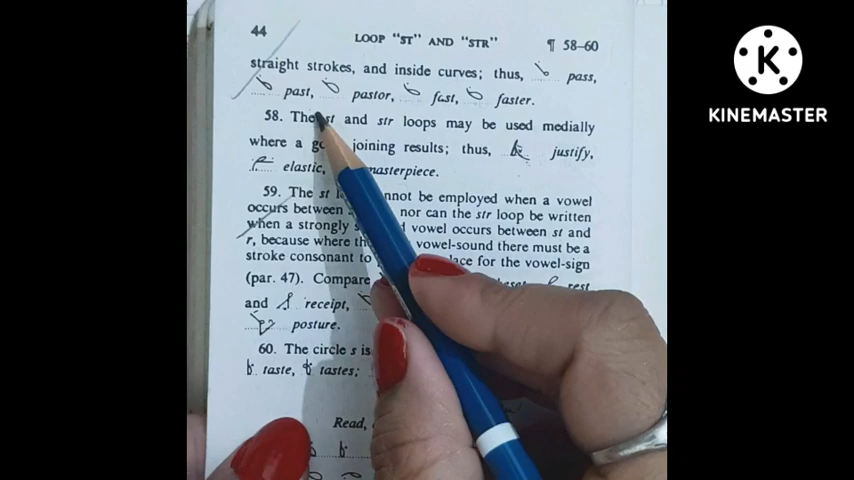 44 LOOP "ST" AND "STR" ¶ 58–60
straight strokes, and inside curves; thus, pass,
past, pastor, fast, faster.
58. The st and str loops may be used medially
where a joining results; thus, justify,
elastic, masterpiece.
59. The st be employed when a vowel
occurs between nor can the str loop be written
when a strongly vowel occurs between st and
r, because where vowel-sound there must be a
stroke consonant to for the vowel-sign
(par. 47). Compare rest
and receipt,
posture.
60. The circle s is
taste, tastes;
Read,
KINEMASTER